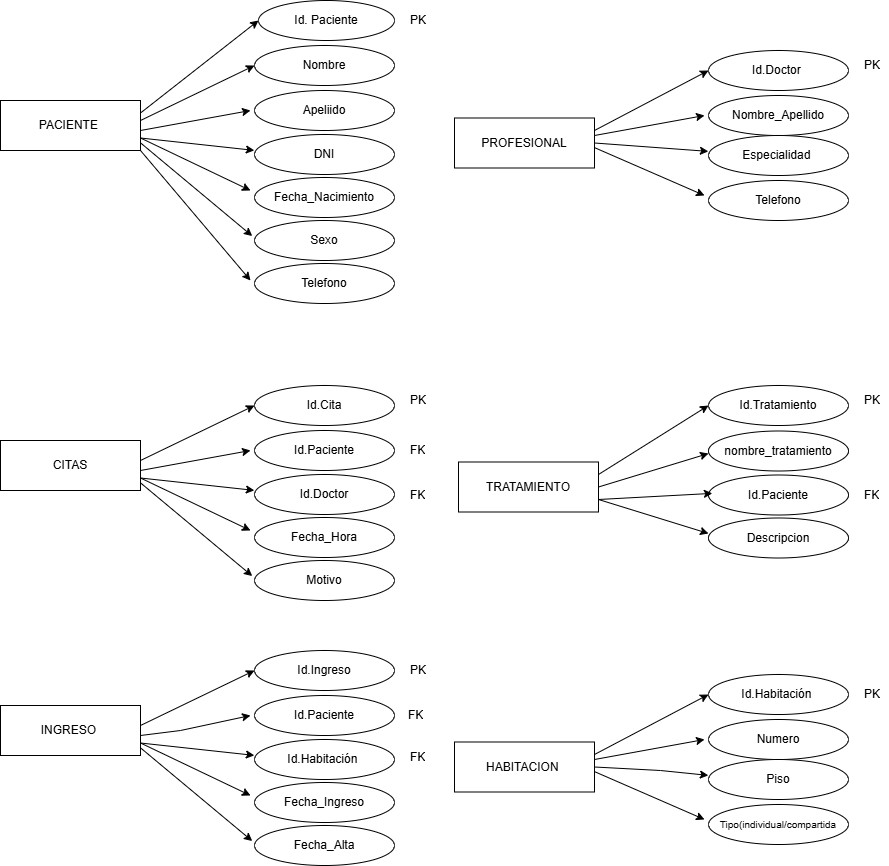 PACIENTE
Id. Paciente PK
Nombre
Apeliido
DNI
Fecha_Nacimiento
Sexo
Telefono
PROFESIONAL
Id.Doctor PK
Nombre_Apellido
Especialidad
Telefono
CITAS
Id.Cita PK
Id.Paciente FK
Id.Doctor FK
Fecha_Hora
Motivo
TRATAMIENTO
Id.Tratamiento PK
nombre_tratamiento
Id.Paciente FK
Descripcion
INGRESO
Id.Ingreso PK
Id.Paciente FK
Id.Habitación FK
Fecha_Ingreso
Fecha_Alta
HABITACION
Id.Habitación PK
Numero
Piso
Tipo(individual/compartida